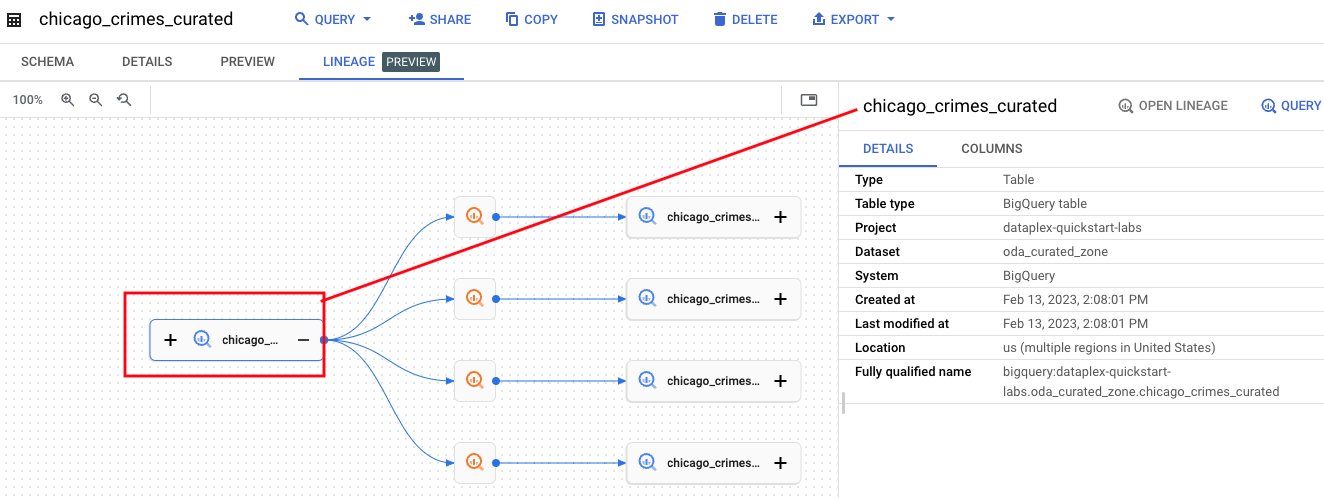 chicago_crimes_curated QUERY SHARE COPY SNAPSHOT DELETE EXPORT
SCHEMA DETAILS PREVIEW LINEAGE PREVIEW
100%
chicago_...
chicago_crimes...
chicago_crimes...
chicago_crimes...
chicago_crimes...
chicago_crimes_curated OPEN LINEAGE QUERY
DETAILS COLUMNS
Type Table
Table type BigQuery table
Project dataplex-quickstart-labs
Dataset oda_curated_zone
System BigQuery
Created at Feb 13, 2023, 2:08:01 PM
Last modified at Feb 13, 2023, 2:08:01 PM
Location us (multiple regions in United States)
Fully qualified name bigquery:dataplex-quickstart-
labs.oda_curated_zone.chicago_crimes_curated